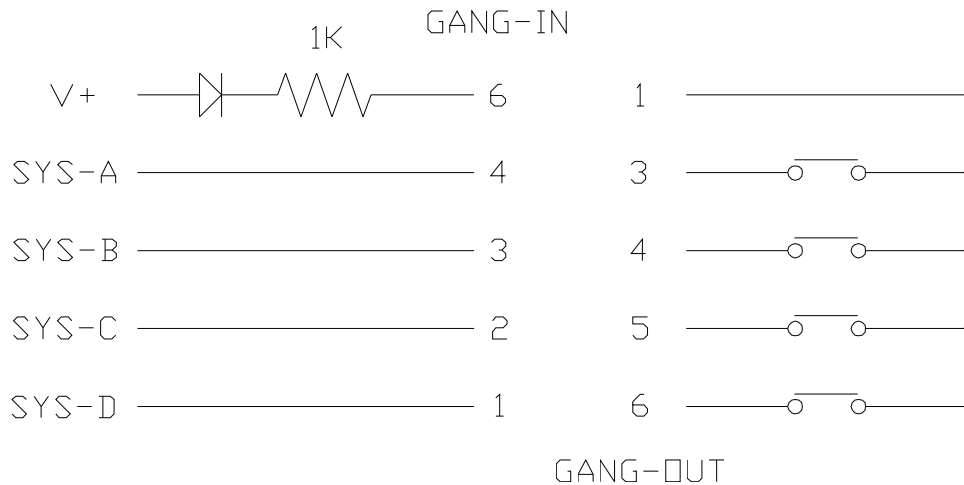 GANG-IN
1K
V+ 6 1
SYS-A 4 3
SYS-B 3 4
SYS-C 2 5
SYS-D 1 6
GANG-OUT